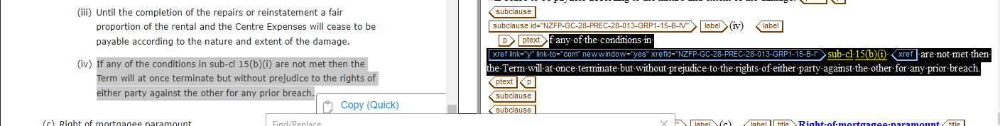 (iii) Until the completion of the repairs or reinstatement a fair
proportion of the rental and the Centre Expenses will cease to be
payable according to the nature and extent of the damage.
(iv) If any of the conditions in sub-cl 15(b)(i) are not met then the
Term will at once terminate but without prejudice to the rights of
either party against the other for any prior breach.
Copy (Quick)
(c) Right of mortgagee paramount
Find/Replace
subclause
subclause id="NZFP-GC-28-PREC-28-013-GRP1-15-B-IV" label (iv) label
p ptext f·any·of·the·conditions·in·
xref link="y" link-to="com" newwindow="yes" xrefid="NZFP-GC-28-PREC-28-013-GRP1-15-B-I" sub-cl·15(b)(i)· xref ·are·not·met·then·
the·Term·will·at·once·terminate·but·without·prejudice·to·the·rights·of·either·party·against·the·other·for·any·prior·breach.
ptext p
subclause
subclause
label (c) label title Right·of·mortgagee·paramount title